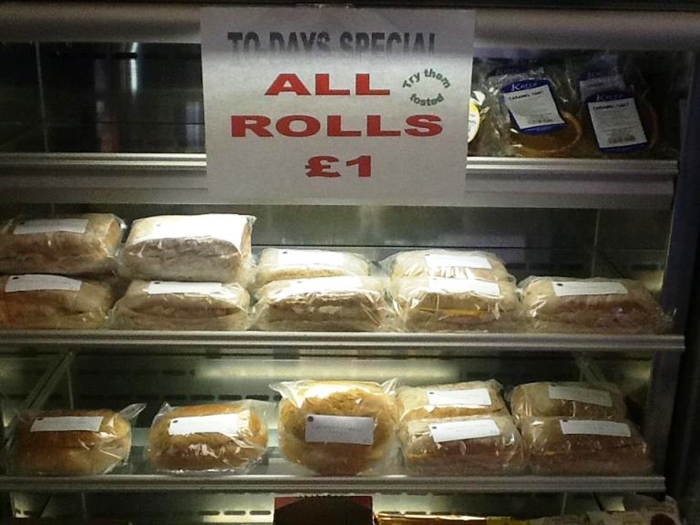 TO DAYS SPECIAL
ALL
ROLLS
£1
Try them
tosted